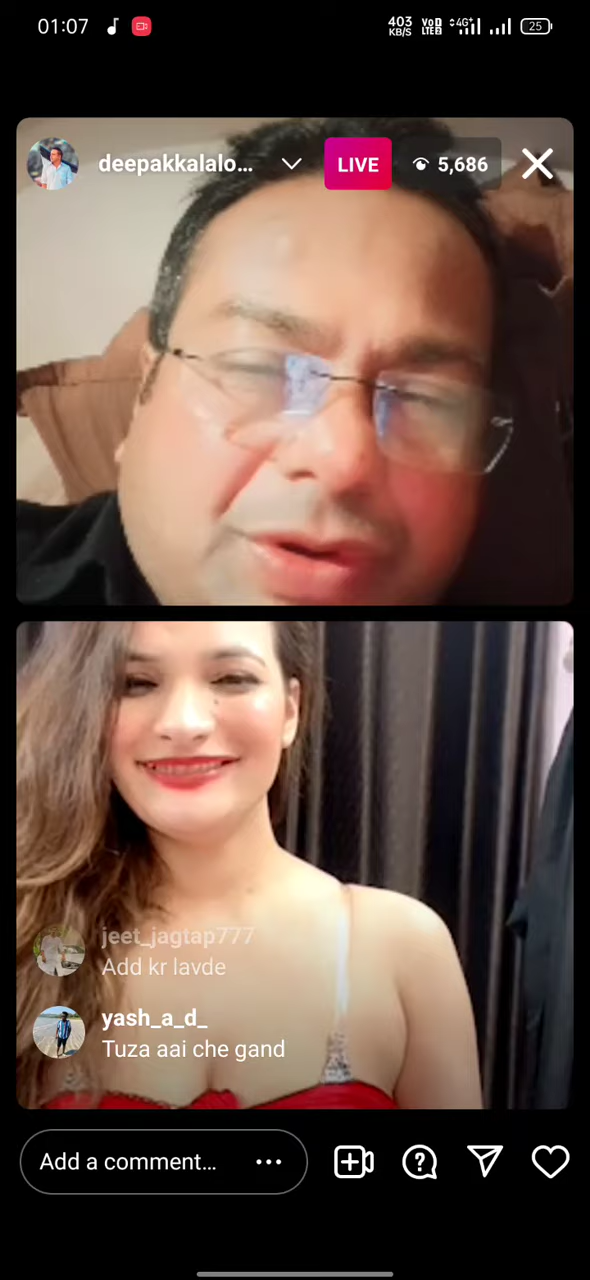 01:07
403 KB/S
VoD LTE2
4G+
25
deepakkalalo...
LIVE
5,686
jeet_jagtap777
Add kr lavde
yash_a_d_
Tuza aai che gand
Add a comment...